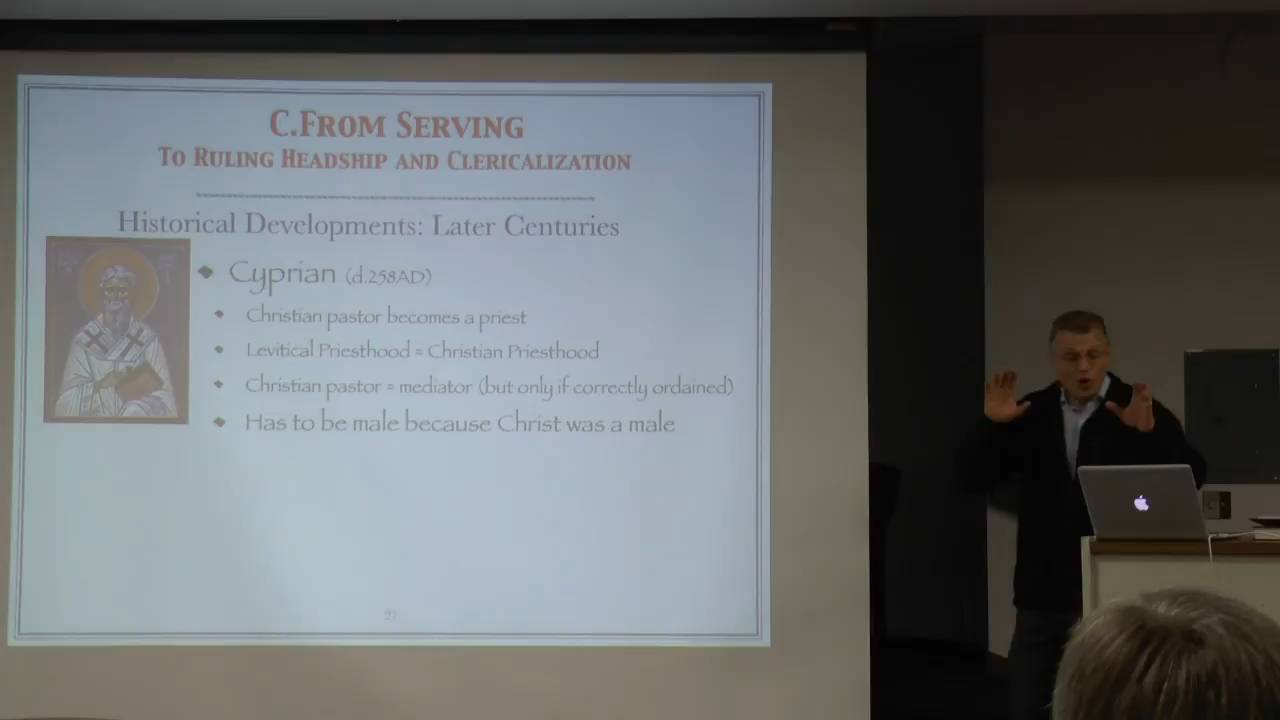 C.From Serving
To Ruling Headship and Clericalization
Historical Developments: Later Centuries
Cyprian (d.258AD)
Christian pastor becomes a priest
Levitical Priesthood = Christian Priesthood
Christian pastor = mediator (but only if correctly ordained)
Has to be male because Christ was a male
27